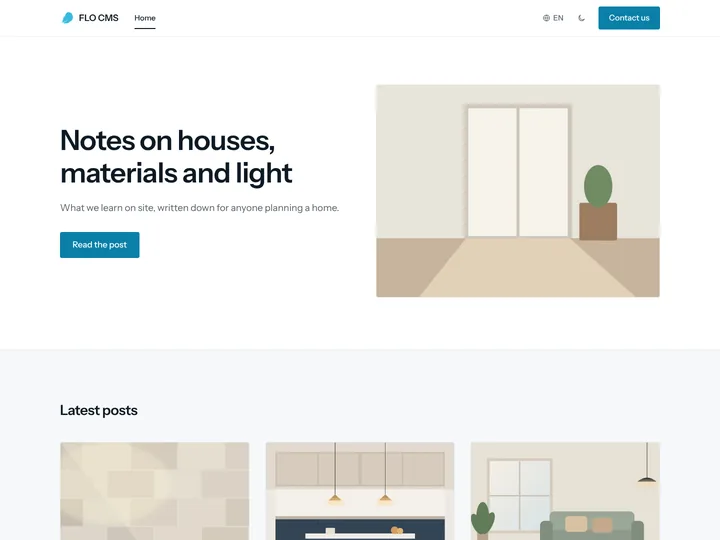 FLO CMS
Home
EN
Contact us
Notes on houses,
materials and light
What we learn on site, written down for anyone planning a home.
Read the post
Latest posts